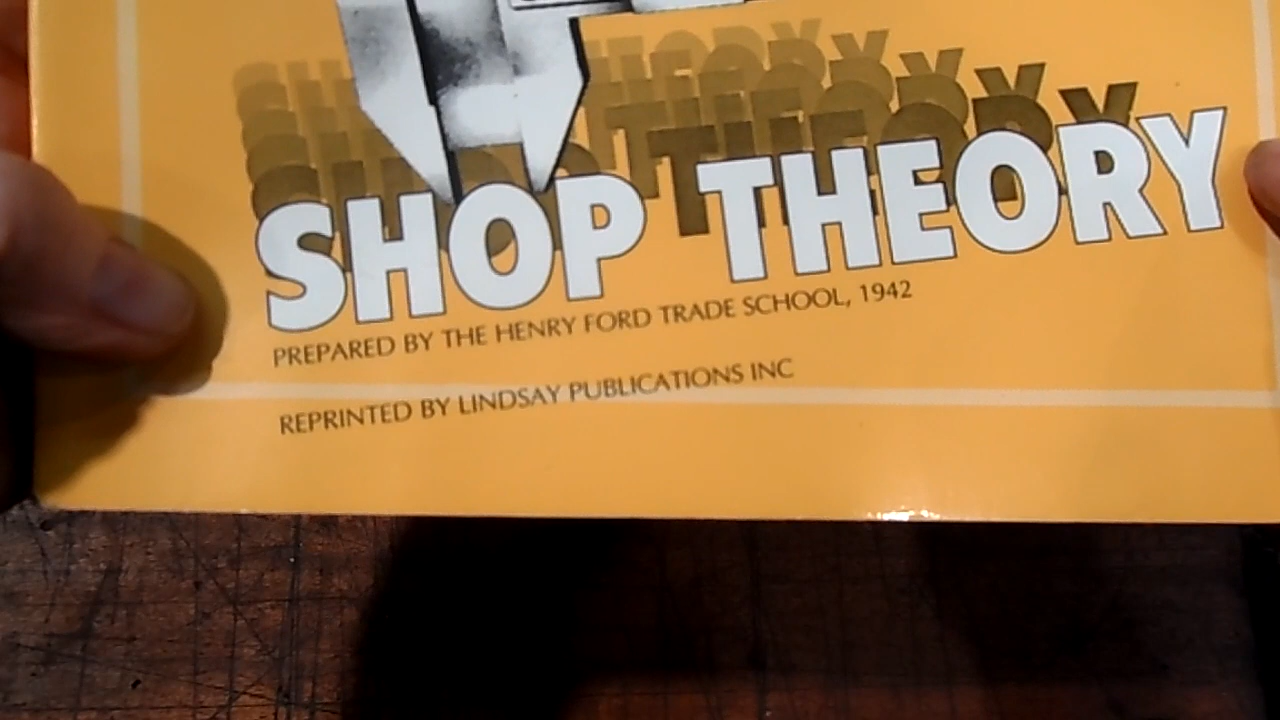 SHOP THEORY
PREPARED BY THE HENRY FORD TRADE SCHOOL, 1942
REPRINTED BY LINDSAY PUBLICATIONS INC